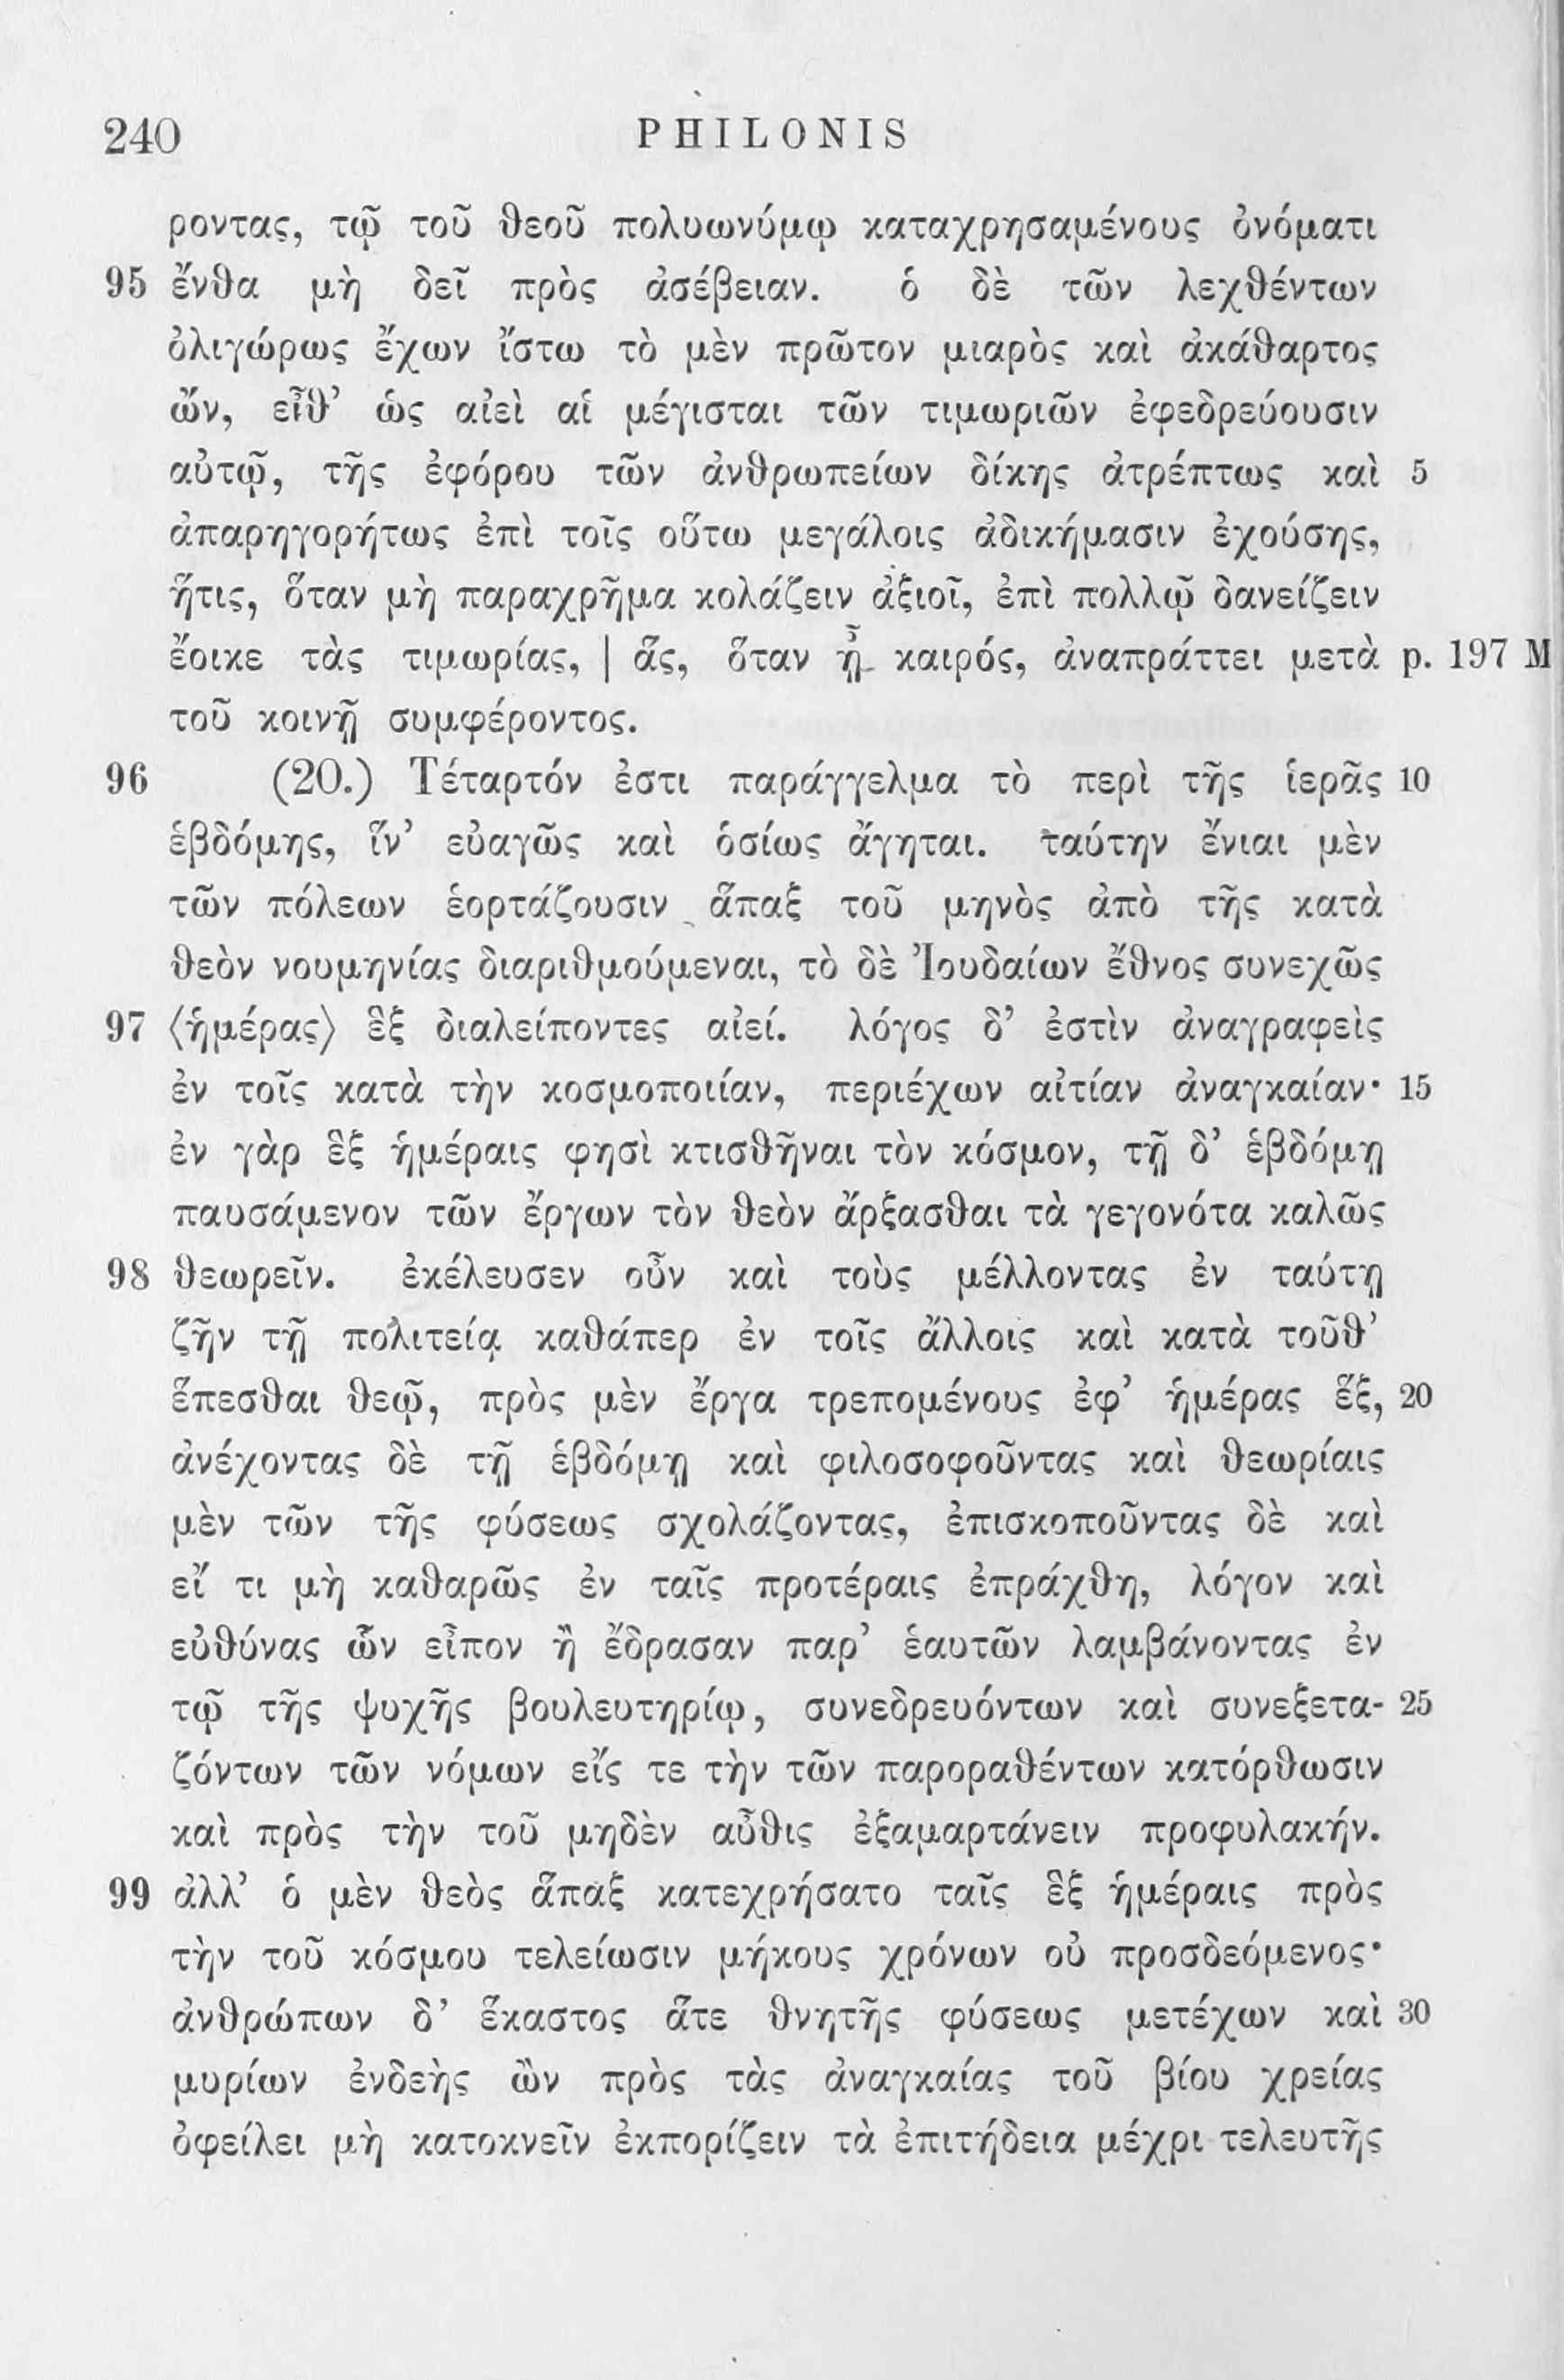 240 PHILONIS
ροντας, τῷ τοῦ θεοῦ πολυωνύμῳ καταχρησαμένους ὀνόματι
95 ἔνθα μὴ δεῖ πρὸς ἀσέβειαν. ὁ δὲ τῶν λεχθέντων
ὀλιγώρως ἔχων ἴστω τὸ μὲν πρῶτον μιαρὸς καὶ ἀκάθαρτος
ὤν, εἶθ’ ὡς αἰεὶ αἱ μέγισται τῶν τιμωριῶν ἐφεδρεύουσιν
αὐτῷ, τῆς ἐφόρου τῶν ἀνθρωπείων δίκης ἀτρέπτως καὶ 5
ἀπαρηγορήτως ἐπὶ τοῖς οὕτω μεγάλοις ἀδικήμασιν ἐχούσης,
ἥτις, ὅταν μὴ παραχρῆμα κολάζειν ἀξιοῖ, ἐπὶ πολλῷ δανείζειν
ἔοικε τὰς τιμωρίας, | ἅς, ὅταν ᾖ καιρός, ἀναπράττει μετὰ p. 197 M
τοῦ κοινῇ συμφέροντος.
96 (20.) Τέταρτόν ἐστι παράγγελμα τὸ περὶ τῆς ἱερᾶς 10
ἑβδόμης, ἵν’ εὐαγῶς καὶ ὁσίως ἄγηται. ταύτην ἔνιαι μὲν
τῶν πόλεων ἑορτάζουσιν ἅπαξ τοῦ μηνὸς ἀπὸ τῆς κατὰ
θεὸν νουμηνίας διαριθμούμεναι, τὸ δὲ Ἰουδαίων ἔθνος συνεχῶς
97 ⟨ἡμέρας⟩ ἓξ διαλείποντες αἰεί. λόγος δ’ ἐστὶν ἀναγραφεὶς
ἐν τοῖς κατὰ τὴν κοσμοποιίαν, περιέχων αἰτίαν ἀναγκαίαν· 15
ἐν γὰρ ἓξ ἡμέραις φησὶ κτισθῆναι τὸν κόσμον, τῇ δ’ ἑβδόμῃ
παυσάμενον τῶν ἔργων τὸν θεὸν ἄρξασθαι τὰ γεγονότα καλῶς
98 θεωρεῖν. ἐκέλευσεν οὖν καὶ τοὺς μέλλοντας ἐν ταύτῃ
ζῆν τῇ πολιτείᾳ καθάπερ ἐν τοῖς ἄλλοις καὶ κατὰ τοῦθ’
ἕπεσθαι θεῷ, πρὸς μὲν ἔργα τρεπομένους ἐφ’ ἡμέρας ἕξ, 20
ἀνέχοντας δὲ τῇ ἑβδόμῃ καὶ φιλοσοφοῦντας καὶ θεωρίαις
μὲν τῶν τῆς φύσεως σχολάζοντας, ἐπισκοποῦντας δὲ καὶ
εἴ τι μὴ καθαρῶς ἐν ταῖς προτέραις ἐπράχθη, λόγον καὶ
εὐθύνας ὧν εἶπον ἢ ἔδρασαν παρ’ ἑαυτῶν λαμβάνοντας ἐν
τῷ τῆς ψυχῆς βουλευτηρίῳ, συνεδρευόντων καὶ συνεξετα- 25
ζόντων τῶν νόμων εἴς τε τὴν τῶν παροραθέντων κατόρθωσιν
καὶ πρὸς τὴν τοῦ μηδὲν αὖθις ἐξαμαρτάνειν προφυλακήν.
99 ἀλλ’ ὁ μὲν θεὸς ἅπαξ κατεχρήσατο ταῖς ἓξ ἡμέραις πρὸς
τὴν τοῦ κόσμου τελείωσιν μήκους χρόνων οὐ προσδεόμενος·
ἀνθρώπων δ’ ἕκαστος ἅτε θνητῆς φύσεως μετέχων καὶ 30
μυρίων ἐνδεὴς ὢν πρὸς τὰς ἀναγκαίας τοῦ βίου χρείας
ὀφείλει μὴ κατοκνεῖν ἐκπορίζειν τὰ ἐπιτήδεια μέχρι τελευτῆς